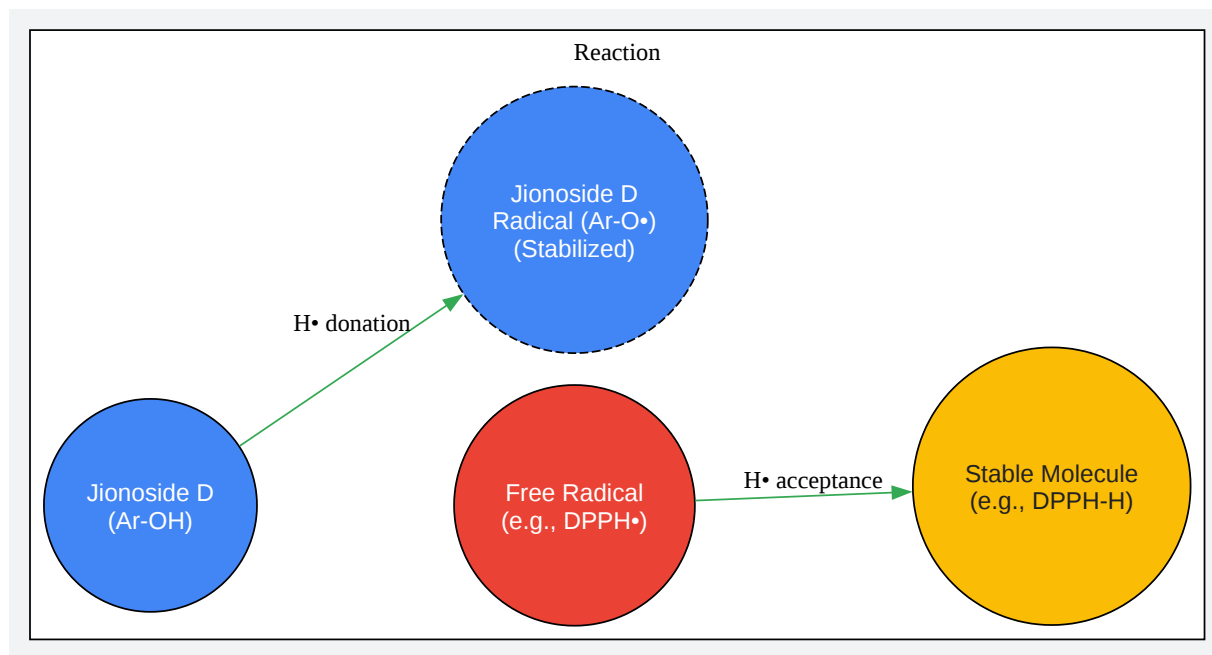 Reaction
Jionoside D
Radical (Ar-O•)
(Stabilized)
H• donation
Jionoside D
(Ar-OH)
Free Radical
(e.g., DPPH•)
H• acceptance
Stable Molecule
(e.g., DPPH-H)